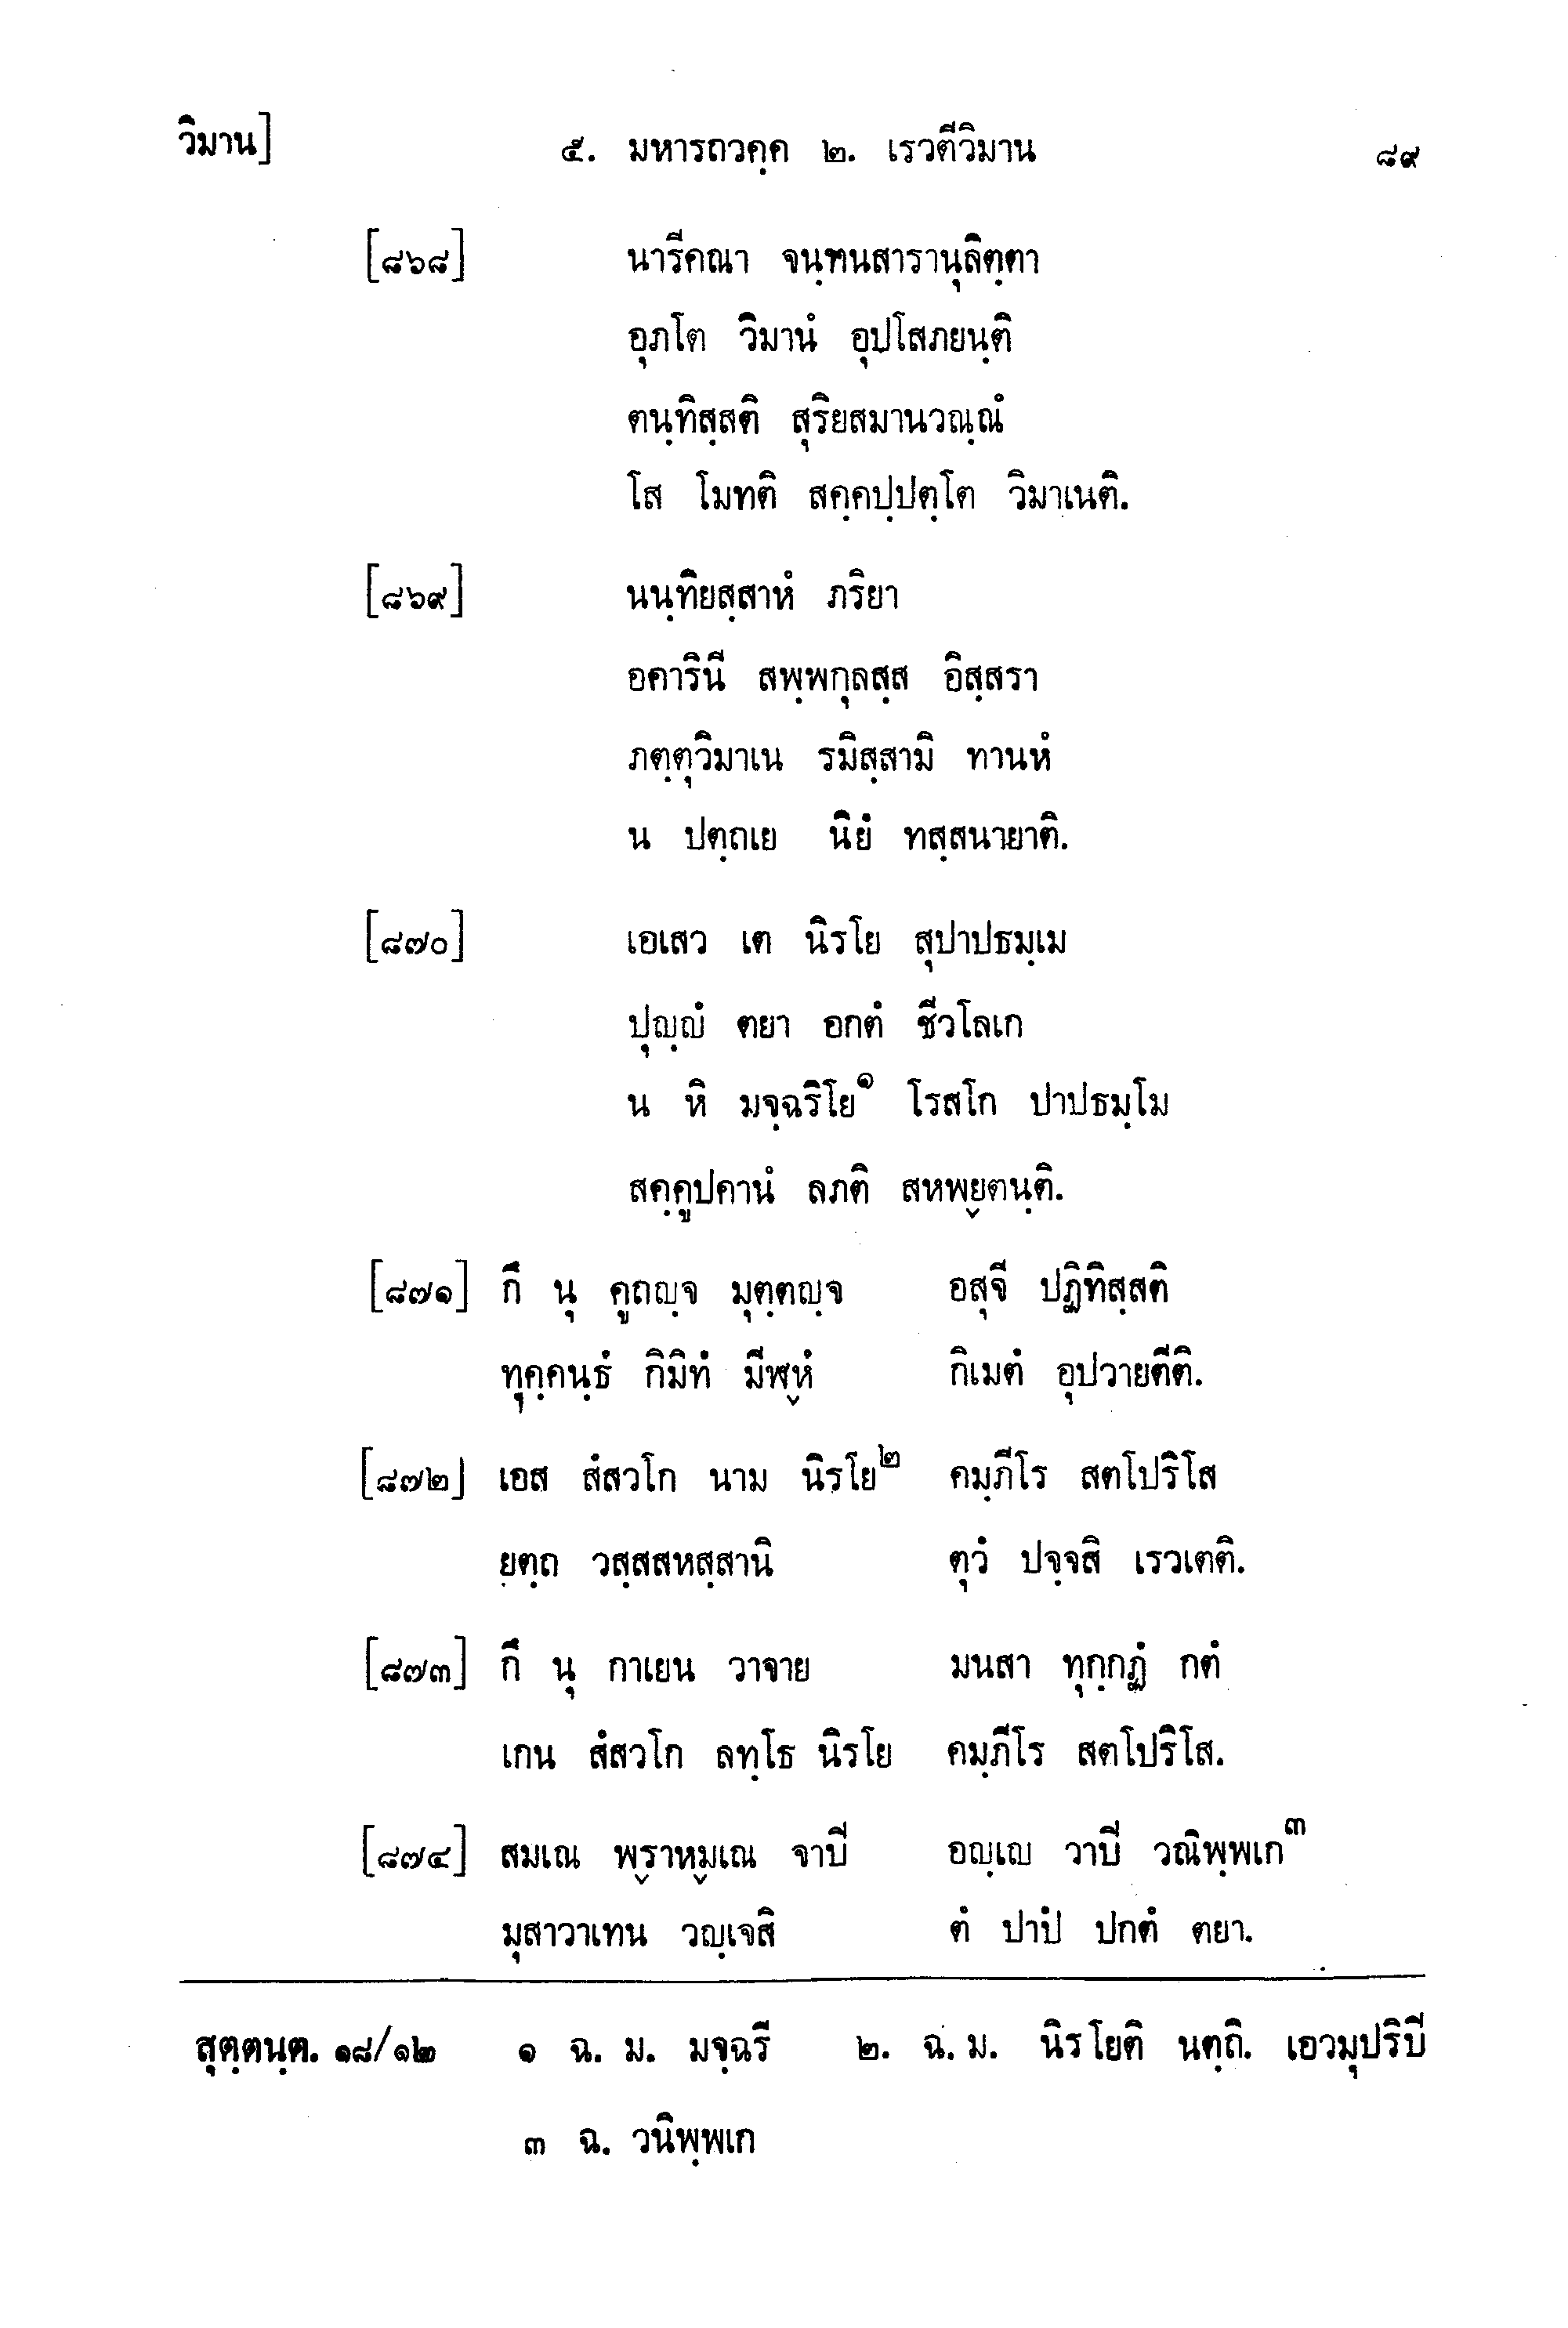 วิมาน] ๕. มหารถวคฺค ๒. เรวตีวิมาน ๘๙
[๘๖๘] นารีคณา จนฺทนสารานุลิตฺตา
อุภโต วิมานํ อุปโสภยนฺติ
ตนฺทิสฺสติ สุริยสมานวณฺณํ
โส โมทติ สคฺคปฺปตฺโต วิมาเนติ.
[๘๖๙] นนฺทิยสฺสาหํ ภริยา
อคารินี สพฺพกุลสฺส อิสฺสรา
ภตฺตุวิมาเน รมิสฺสามิ ทานหํ
น ปตฺถเย นิยํ ทสฺสนายาติ.
[๘๗๐] เอเสว เต นิรโย สุปาปธมฺเม
ปุญฺญํ ตยา อกตํ ชีวโลเก
น หิ มจฺฉริโย๑ โรสโก ปาปธมฺโม
สคฺคูปคานํ ลภติ สหพฺยตนฺติ.
[๘๗๑] กึ นุ คูถญฺจ มุตฺตญฺจ อสุจี ปฏิทิสฺสติ
ทุคฺคนฺธํ กิมิทํ มีฬฺหํ กิเมตํ อุปวายตีติ.
[๘๗๒] เอส สํสวโก นาม นิรโย๒ คมฺภีโร สตโปริโส
ยตฺถ วสฺสสหสฺสานิ ตุวํ ปจฺจสิ เรวเตติ.
[๘๗๓] กึ นุ กาเยน วาจาย มนสา ทุกฺกฏํ กตํ
เกน สํสวโก ลทฺโธ นิรโย คมฺภีโร สตโปริโส.
[๘๗๔] สมเณ พฺราหฺมเณ จาปี อญฺเญ วาปี วณิพฺพเก๓
มุสาวาเทน วญฺเจสิ ตํ ปาปํ ปกตํ ตยา.
สุตฺตนฺต. ๑๘/๑๒ ๑ ฉ. ม. มจฺฉรี ๒. ฉ. ม. นิรโยติ นตฺถิ. เอวมุปริปี
๓ ฉ. วนิพฺพเก